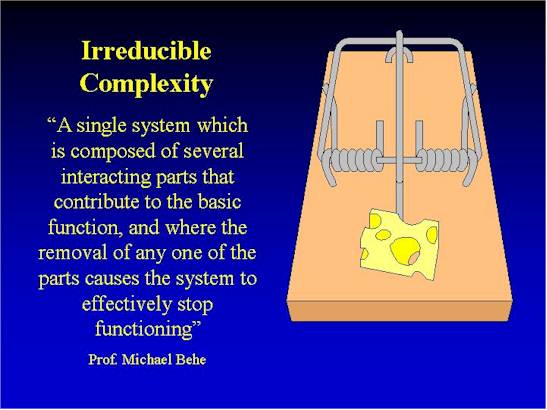 Irreducible
Complexity
“A single system which
is composed of several
interacting parts that
contribute to the basic
function, and where the
removal of any one of the
parts causes the system to
effectively stop
functioning”
Prof. Michael Behe